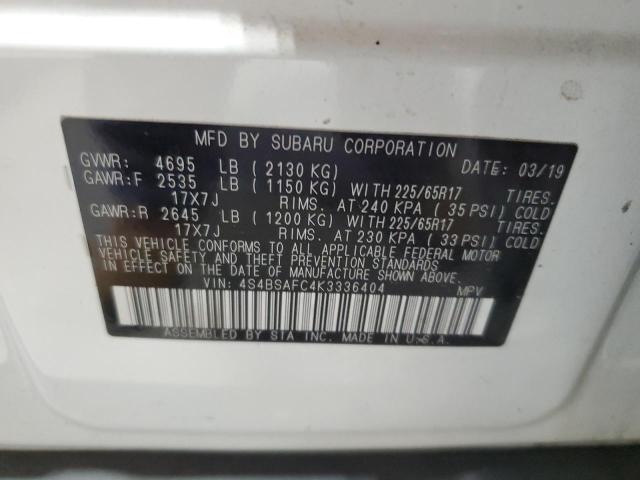 MFD BY SUBARU CORPORATION
GVWR: 4695 LB (2130 KG) DATE: 03/19
GAWR:F 2535 LB (1150 KG) WITH 225/65R17 TIRES.
17X7J RIMS. AT 240 KPA (35 PSI) COLD
GAWR:R 2645 LB (1200 KG) WITH 225/65R17 TIRES.
17X7J RIMS. AT 230 KPA (33 PSI) COLD
THIS VEHICLE CONFORMS TO ALL APPLICABLE FEDERAL MOTOR
VEHICLE SAFETY AND THEFT PREVENTION STANDARDS
IN EFFECT ON THE DATE OF MANUFACTURE SHOWN ABOVE.
VIN: 4S4BSAFC4K3336404 MPV
ASSEMBLED BY SIA INC. MADE IN U.S.A.